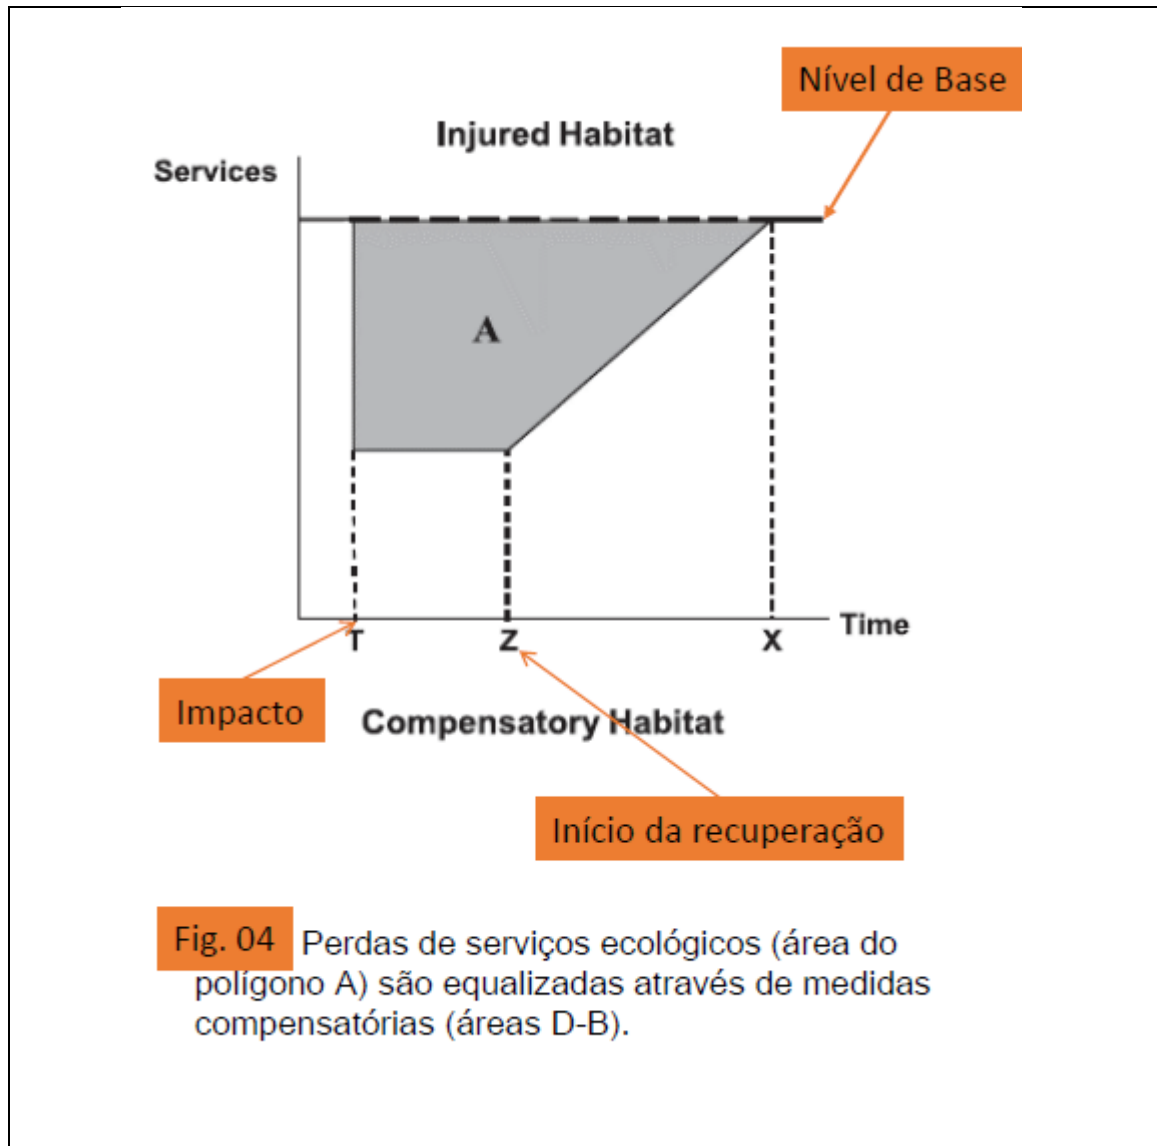 Nível de Base
Injured Habitat
Services
A
Time
T
Z
X
Impacto
Compensatory Habitat
Início da recuperação
Fig. 04 Perdas de serviços ecológicos (área do
polígono A) são equalizadas através de medidas
compensatórias (áreas D-B).